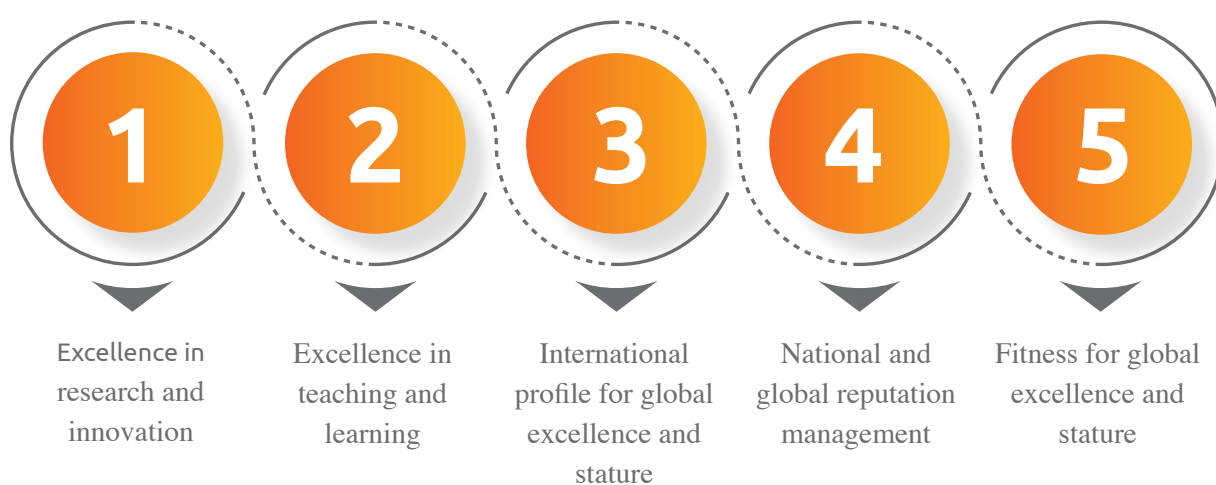 1
Excellence in
research and
innovation
2
Excellence in
teaching and
learning
3
International
profile for global
excellence and
stature
4
National and
global reputation
management
5
Fitness for global
excellence and
stature